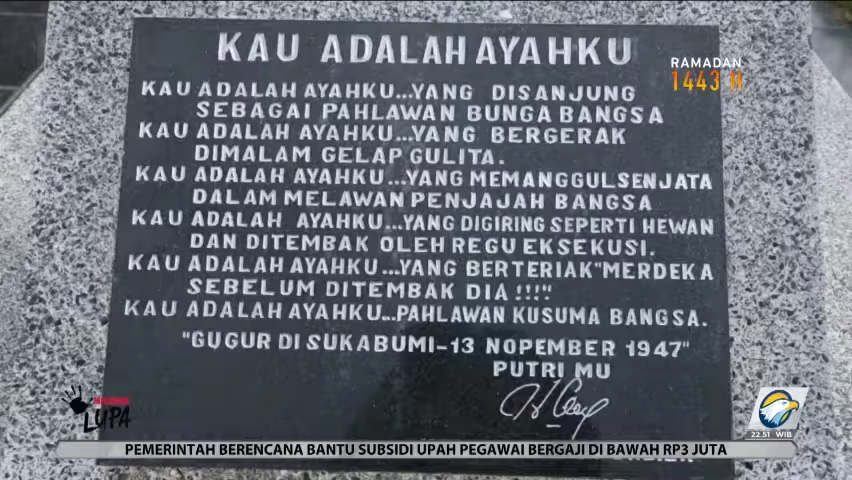 KAU ADALAH AYAHKU
RAMADAN
1443 H
KAU ADALAH AYAHKU...YANG DISANJUNG
SEBAGAI PAHLAWAN BUNGA BANGSA
KAU ADALAH AYAHKU...YANG BERGERAK
DIMALAM GELAP GULITA.
KAU ADALAH AYAHKU...YANG MEMANGGUL SENJATA
DALAM MELAWAN PENJAJAH BANGSA
KAU ADALAH AYAHKU...YANG DIGIRING SEPERTI HEWAN
DAN DITEMBAK OLEH REGU EKSEKUSI.
KAU ADALAH AYAHKU...YANG BERTERIAK "MERDEKA
SEBELUM DITEMBAK DIA !!!"
KAU ADALAH AYAHKU...PAHLAWAN KUSUMA BANGSA.
"GUGUR DI SUKABUMI-13 NOPEMBER 1947"
PUTRI MU
LUPA
22.51 WIB
PEMERINTAH BERENCANA BANTU SUBSIDI UPAH PEGAWAI BERGAJI DI BAWAH RP3 JUTA